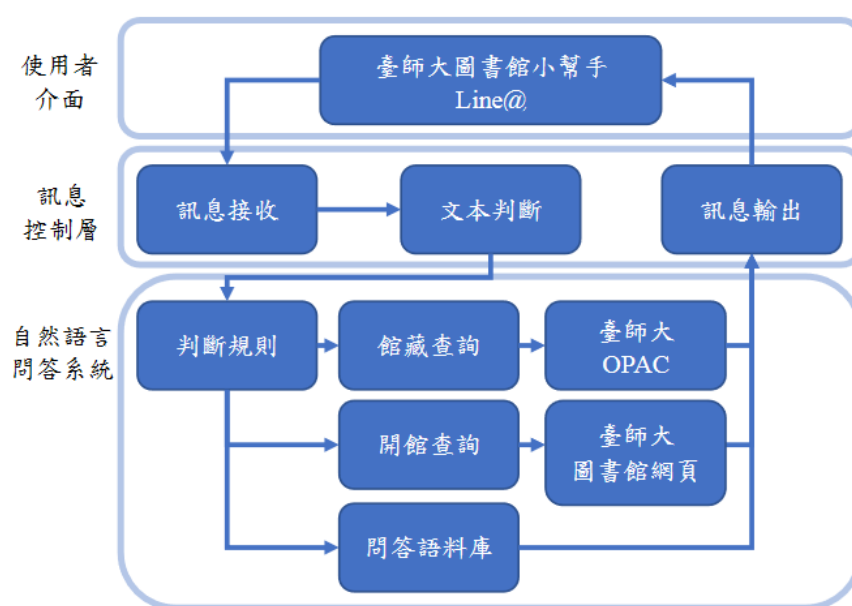 使用者
介面
臺師大圖書館小幫手
Line@
訊息
控制層
訊息接收
文本判斷
訊息輸出
自然語言
問答系統
判斷規則
館藏查詢
臺師大
OPAC
開館查詢
臺師大
圖書館網頁
問答語料庫